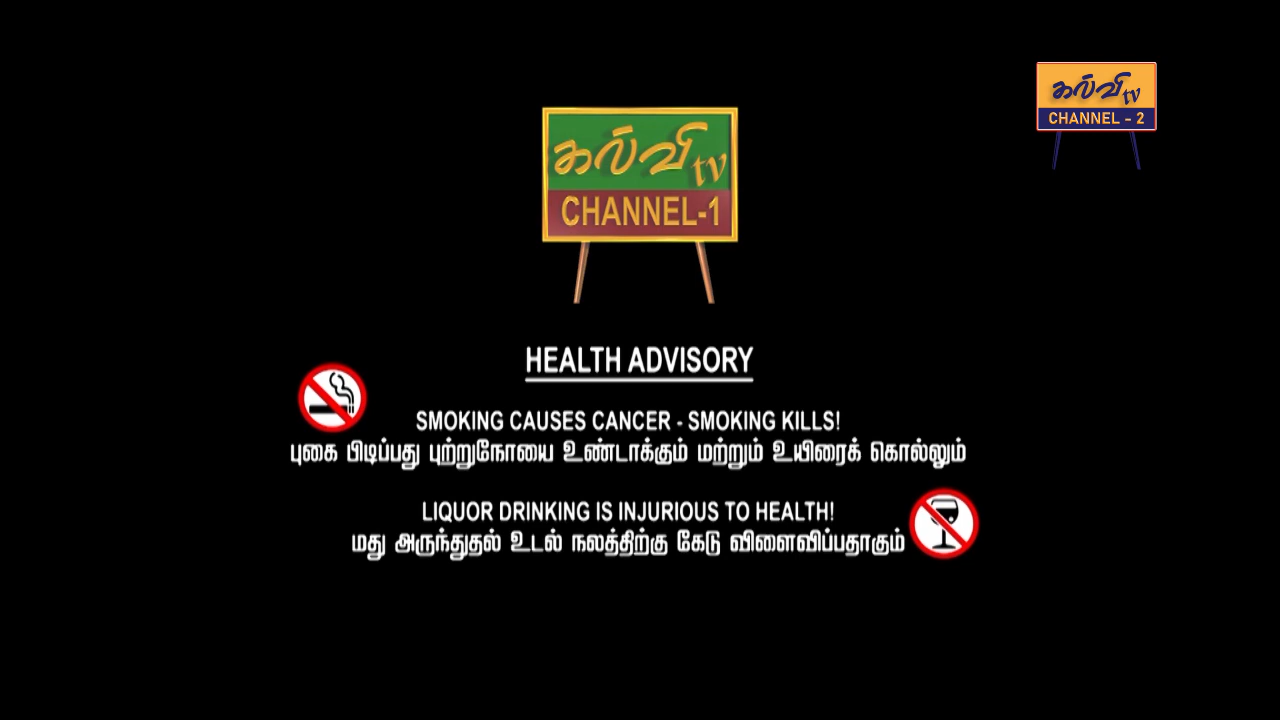 கல்வி tv
CHANNEL - 2
கல்வி tv
CHANNEL-1
HEALTH ADVISORY
SMOKING CAUSES CANCER - SMOKING KILLS!
புகை பிடிப்பது புற்றுநோயை உண்டாக்கும் மற்றும் உயிரைக் கொல்லும்
LIQUOR DRINKING IS INJURIOUS TO HEALTH!
மது அருந்துதல் உடல் நலத்திற்கு கேடு விளைவிப்பதாகும்